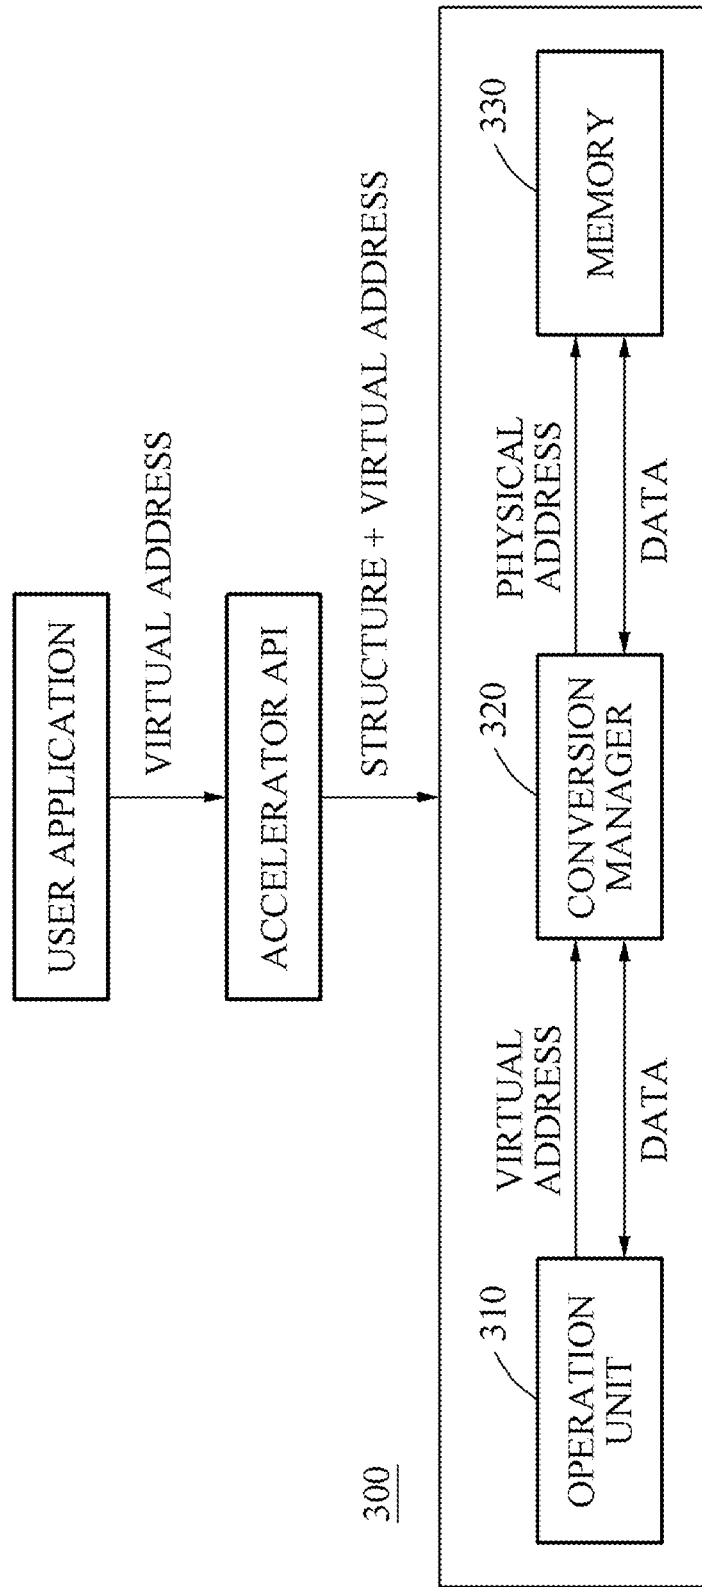 300
USER APPLICATION
VIRTUAL ADDRESS
ACCELERATOR API
STRUCTURE + VIRTUAL ADDRESS
310
OPERATION
UNIT
VIRTUAL
ADDRESS
DATA
320
CONVERSION
MANAGER
PHYSICAL
ADDRESS
DATA
330
MEMORY